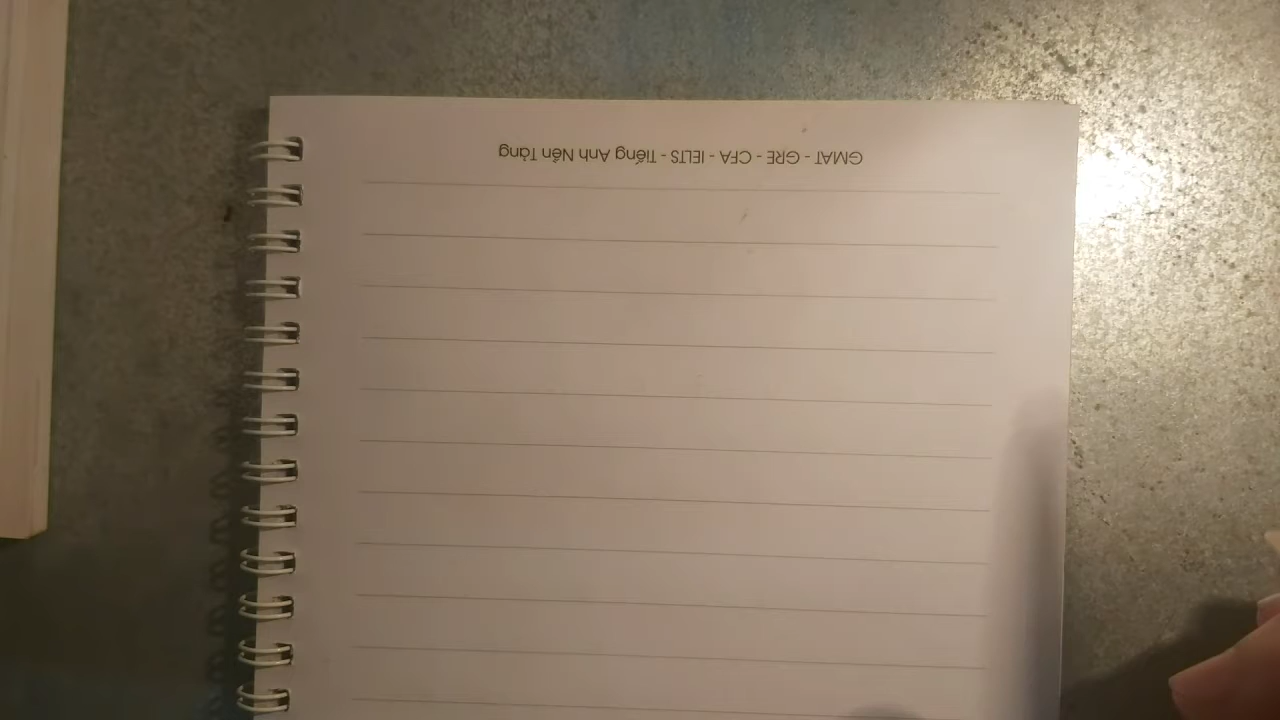 GMAT - GRE - CFA - IELTS - Tiếng Anh Nền Tảng